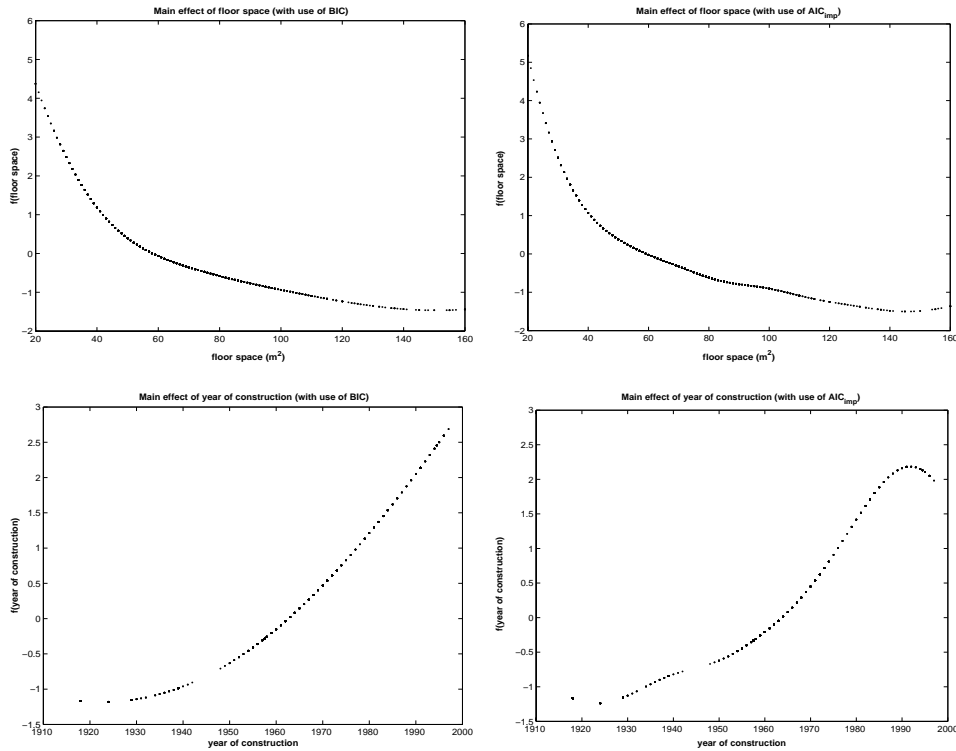 Main effect of floor space (with use of BIC)
6
5
4
3
2
1
0
−1
−2
f(floor space)
20 40 60 80 100 120 140 160
floor space (m²)
Main effect of floor space (with use of AICimp)
6
5
4
3
2
1
0
−1
−2
f(floor space)
20 40 60 80 100 120 140 160
floor space (m²)
Main effect of year of construction (with use of BIC)
3
2.5
2
1.5
1
0.5
0
−0.5
−1
−1.5
f(year of construction)
1910 1920 1930 1940 1950 1960 1970 1980 1990 2000
year of construction
Main effect of year of construction (with use of AICimp)
3
2.5
2
1.5
1
0.5
0
−0.5
−1
−1.5
f(year of construction)
1910 1920 1930 1940 1950 1960 1970 1980 1990 2000
year of construction